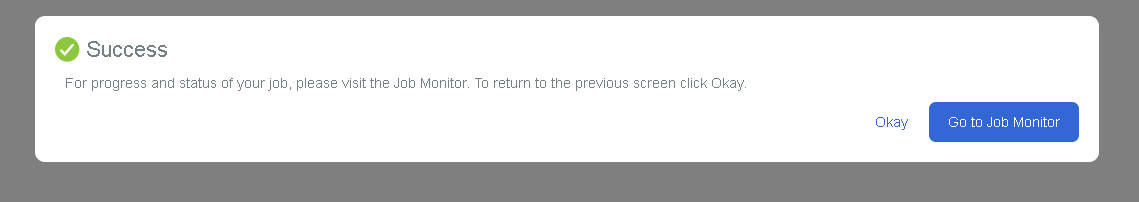 Success
For progress and status of your job, please visit the Job Monitor. To return to the previous screen click Okay.
Okay
Go to Job Monitor